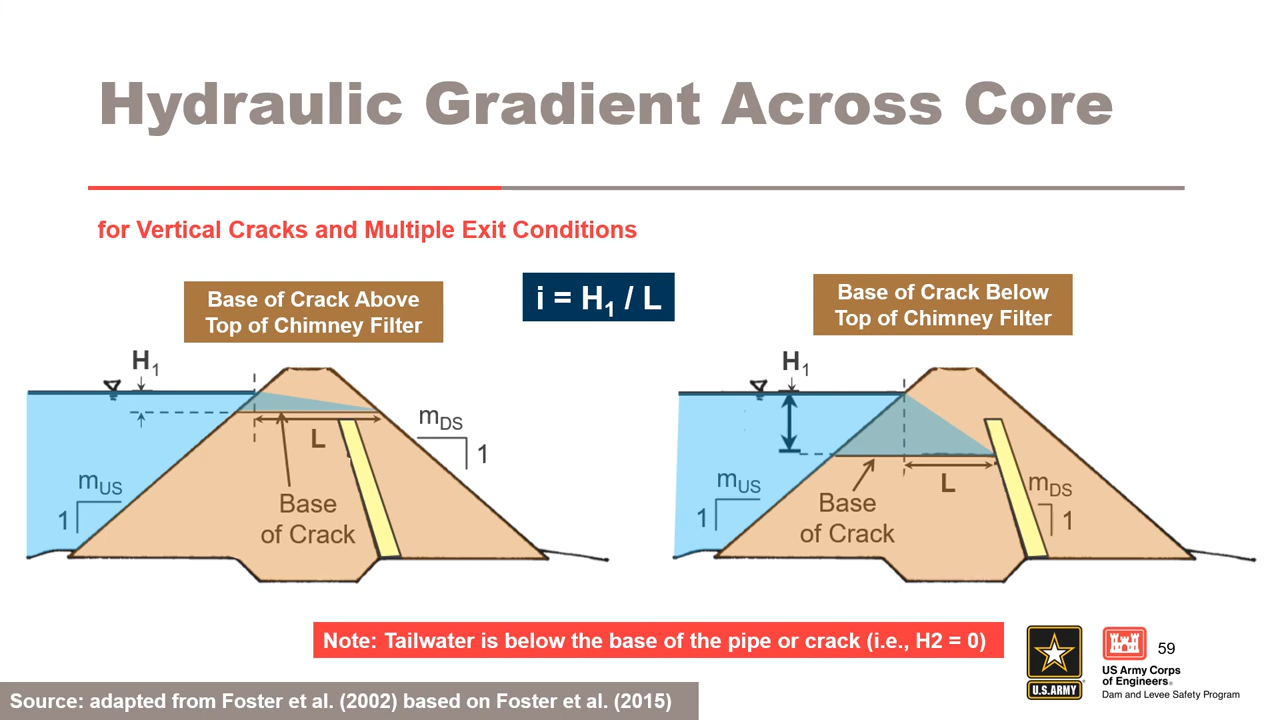 Hydraulic Gradient Across Core
for Vertical Cracks and Multiple Exit Conditions
Base of Crack Above
Top of Chimney Filter
i = H1 / L
Base of Crack Below
Top of Chimney Filter
H1
L
mDS
1
mUS
1
Base
of Crack
H1
L
mUS
1
mDS
1
Base
of Crack
Note: Tailwater is below the base of the pipe or crack (i.e., H2 = 0)
U.S.ARMY
59
US Army Corps
of Engineers®
Dam and Levee Safety Program
Source: adapted from Foster et al. (2002) based on Foster et al. (2015)